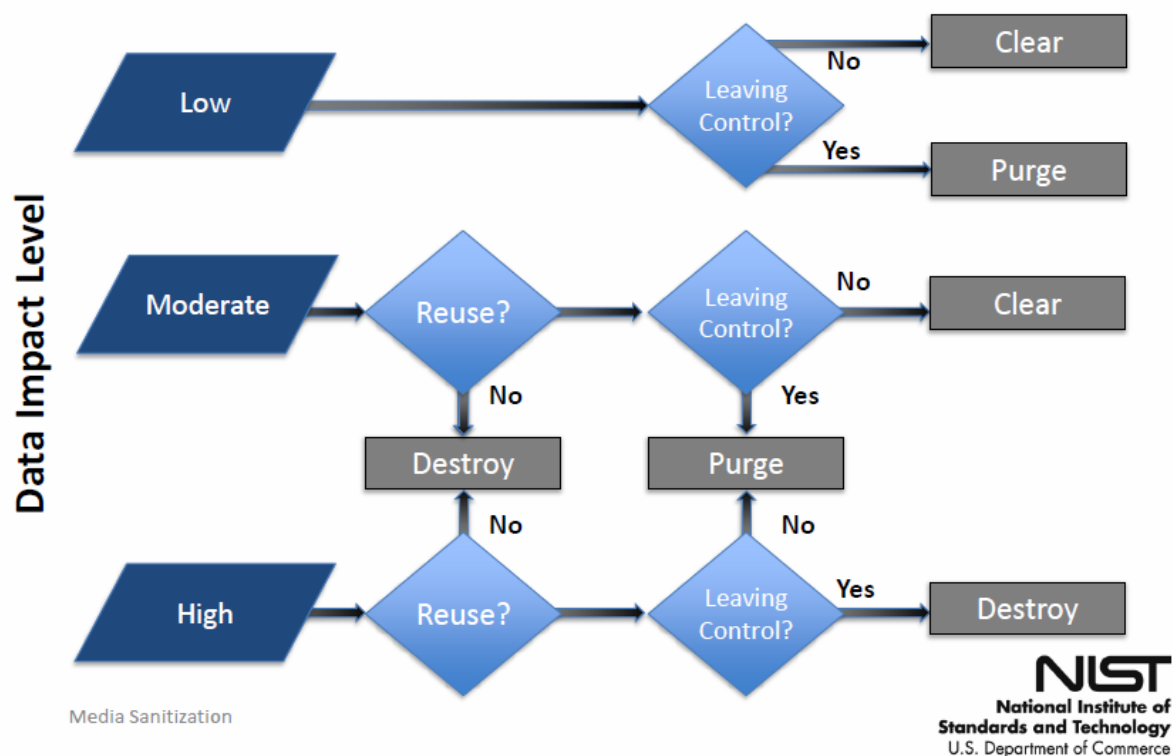 Data Impact Level
Low
Leaving
Control?
No
Clear
Yes
Purge
Moderate
Reuse?
Leaving
Control?
No
Clear
No
Yes
Destroy
Purge
No
No
High
Reuse?
Leaving
Control?
Yes
Destroy
Media Sanitization
NIST
National Institute of
Standards and Technology
U.S. Department of Commerce